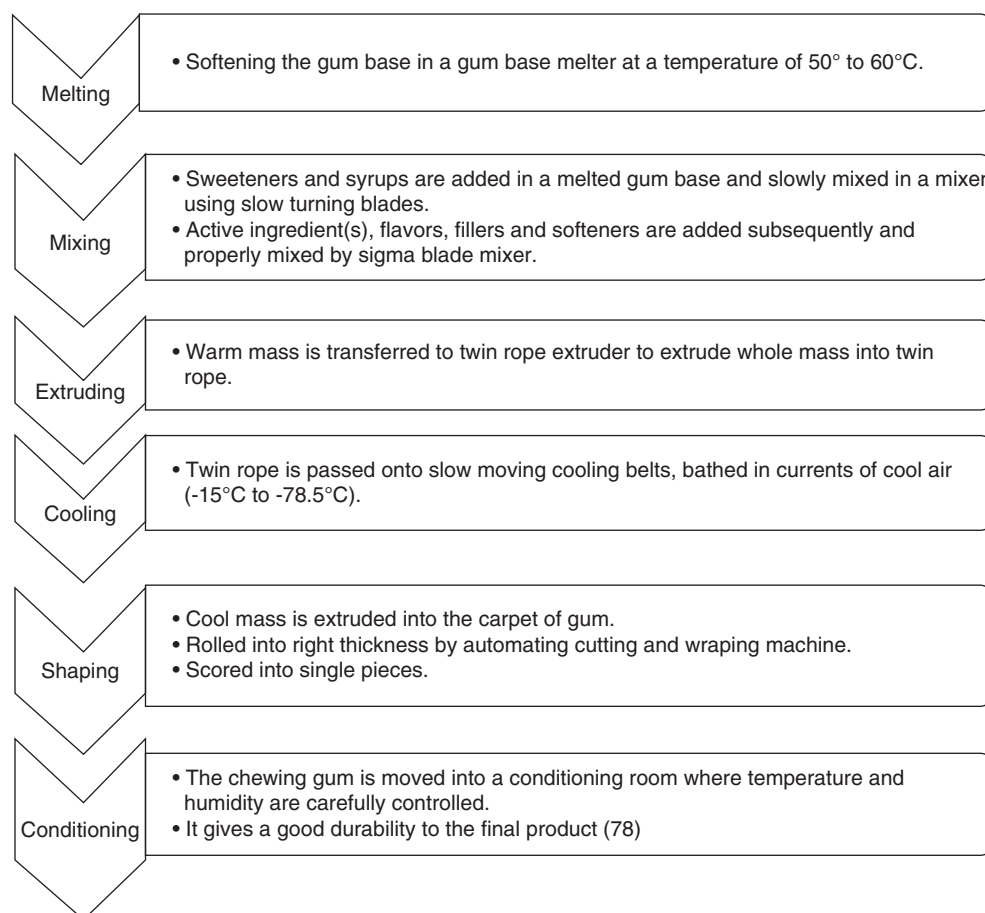 Melting
• Softening the gum base in a gum base melter at a temperature of 50° to 60°C.
Mixing
• Sweeteners and syrups are added in a melted gum base and slowly mixed in a mixer
using slow turning blades.
• Active ingredient(s), flavors, fillers and softeners are added subsequently and
properly mixed by sigma blade mixer.
Extruding
• Warm mass is transferred to twin rope extruder to extrude whole mass into twin
rope.
Cooling
• Twin rope is passed onto slow moving cooling belts, bathed in currents of cool air
(-15°C to -78.5°C).
Shaping
• Cool mass is extruded into the carpet of gum.
• Rolled into right thickness by automating cutting and wraping machine.
• Scored into single pieces.
Conditioning
• The chewing gum is moved into a conditioning room where temperature and
humidity are carefully controlled.
• It gives a good durability to the final product (78)